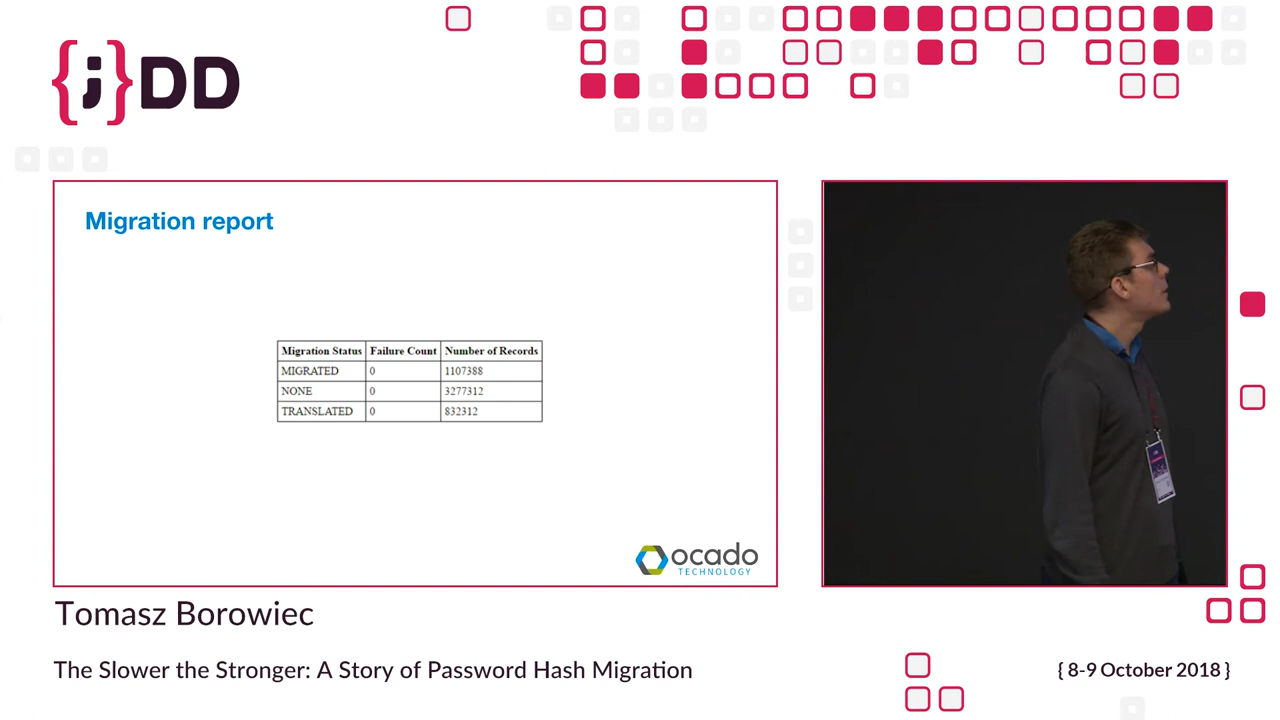 {j}DD
Migration report
Migration Status Failure Count Number of Records
MIGRATED 0 1107388
NONE 0 3277312
TRANSLATED 0 832312
ocado
TECHNOLOGY
Tomasz Borowiec
The Slower the Stronger: A Story of Password Hash Migration
{ 8-9 October 2018 }